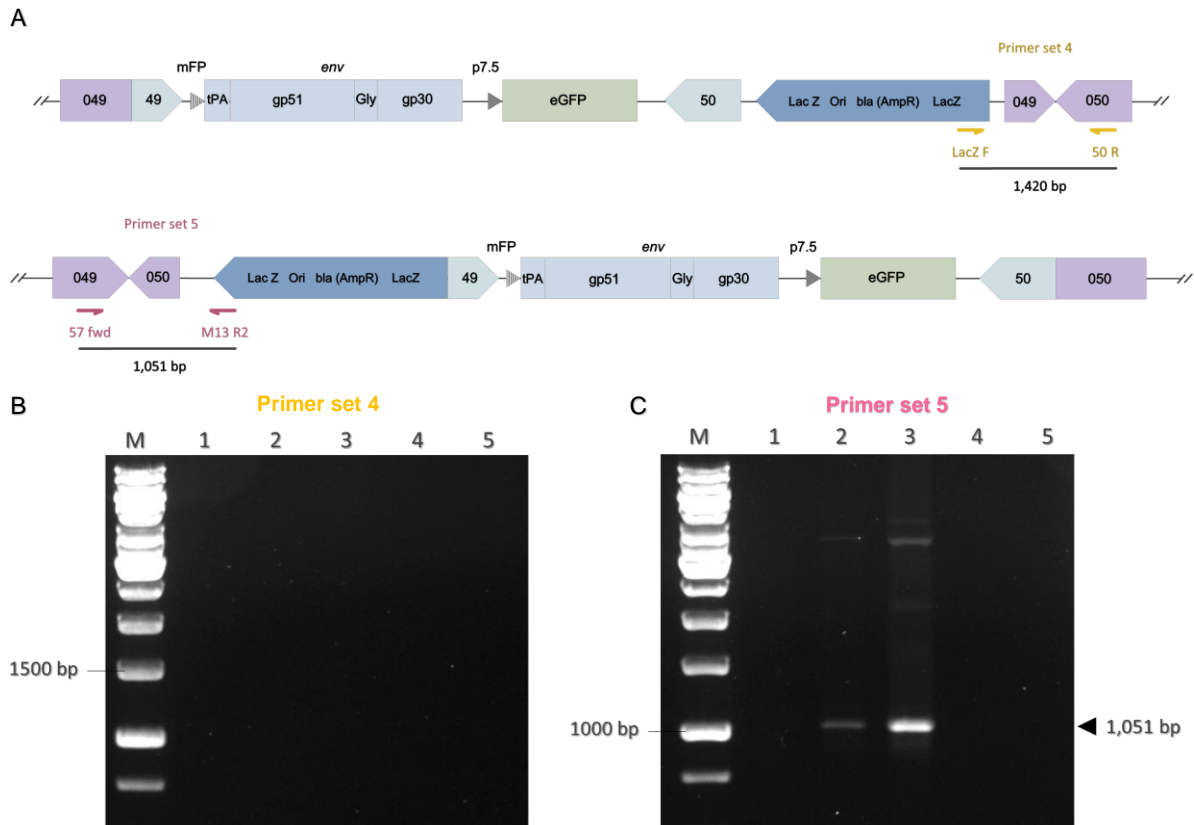 A
Primer set 4
mFP env p7.5
049 49 tPA gp51 Gly gp30 eGFP 50 Lac Z Ori bla (AmpR) LacZ 049 050
LacZ F 50 R
1,420 bp
Primer set 5
mFP env p7.5
049 050 Lac Z Ori bla (AmpR) LacZ 49 tPA gp51 Gly gp30 eGFP 50 050
57 fwd M13 R2
1,051 bp
B Primer set 4
M 1 2 3 4 5
1500 bp
C Primer set 5
M 1 2 3 4 5
1000 bp 1,051 bp